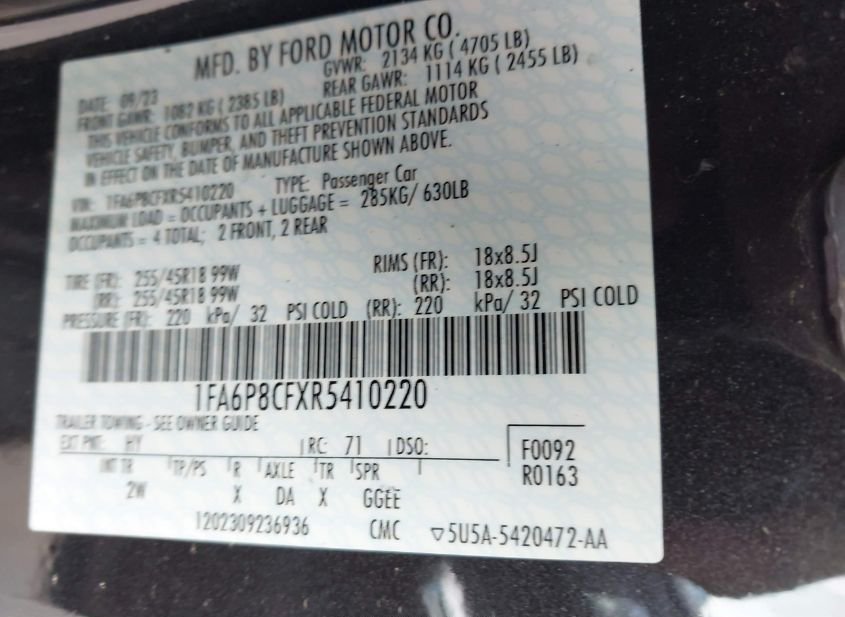 MFD. BY FORD MOTOR CO.
DATE: 09/23 GVWR: 2134 KG ( 4705 LB)
FRONT GAWR: 1082 KG ( 2385 LB) REAR GAWR: 1114 KG ( 2455 LB)
THIS VEHICLE CONFORMS TO ALL APPLICABLE FEDERAL MOTOR
VEHICLE SAFETY, BUMPER, AND THEFT PREVENTION STANDARDS
IN EFFECT ON THE DATE OF MANUFACTURE SHOWN ABOVE.
VIN: 1FA6P8CFXR5410220 TYPE: Passenger Car
MAXIMUM LOAD = OCCUPANTS + LUGGAGE = 285KG/ 630LB
OCCUPANTS = 4 TOTAL; 2 FRONT, 2 REAR
TIRE (FR): 255/45R18 99W RIMS (FR): 18x8.5J
(RR): 255/45R18 99W (RR): 18x8.5J
PRESSURE (FR): 220 kPa/ 32 PSI COLD (RR): 220 kPa/ 32 PSI COLD
1FA6P8CFXR5410220
TRAILER TOWING - SEE OWNER GUIDE
EXT PNT: HY RC: 71 DSO: F0092
INT TR TP/PS R AXLE TR SPR R0163
2W X DA X GGEE
1202309236936 CMC ▽5U5A-5420472-AA